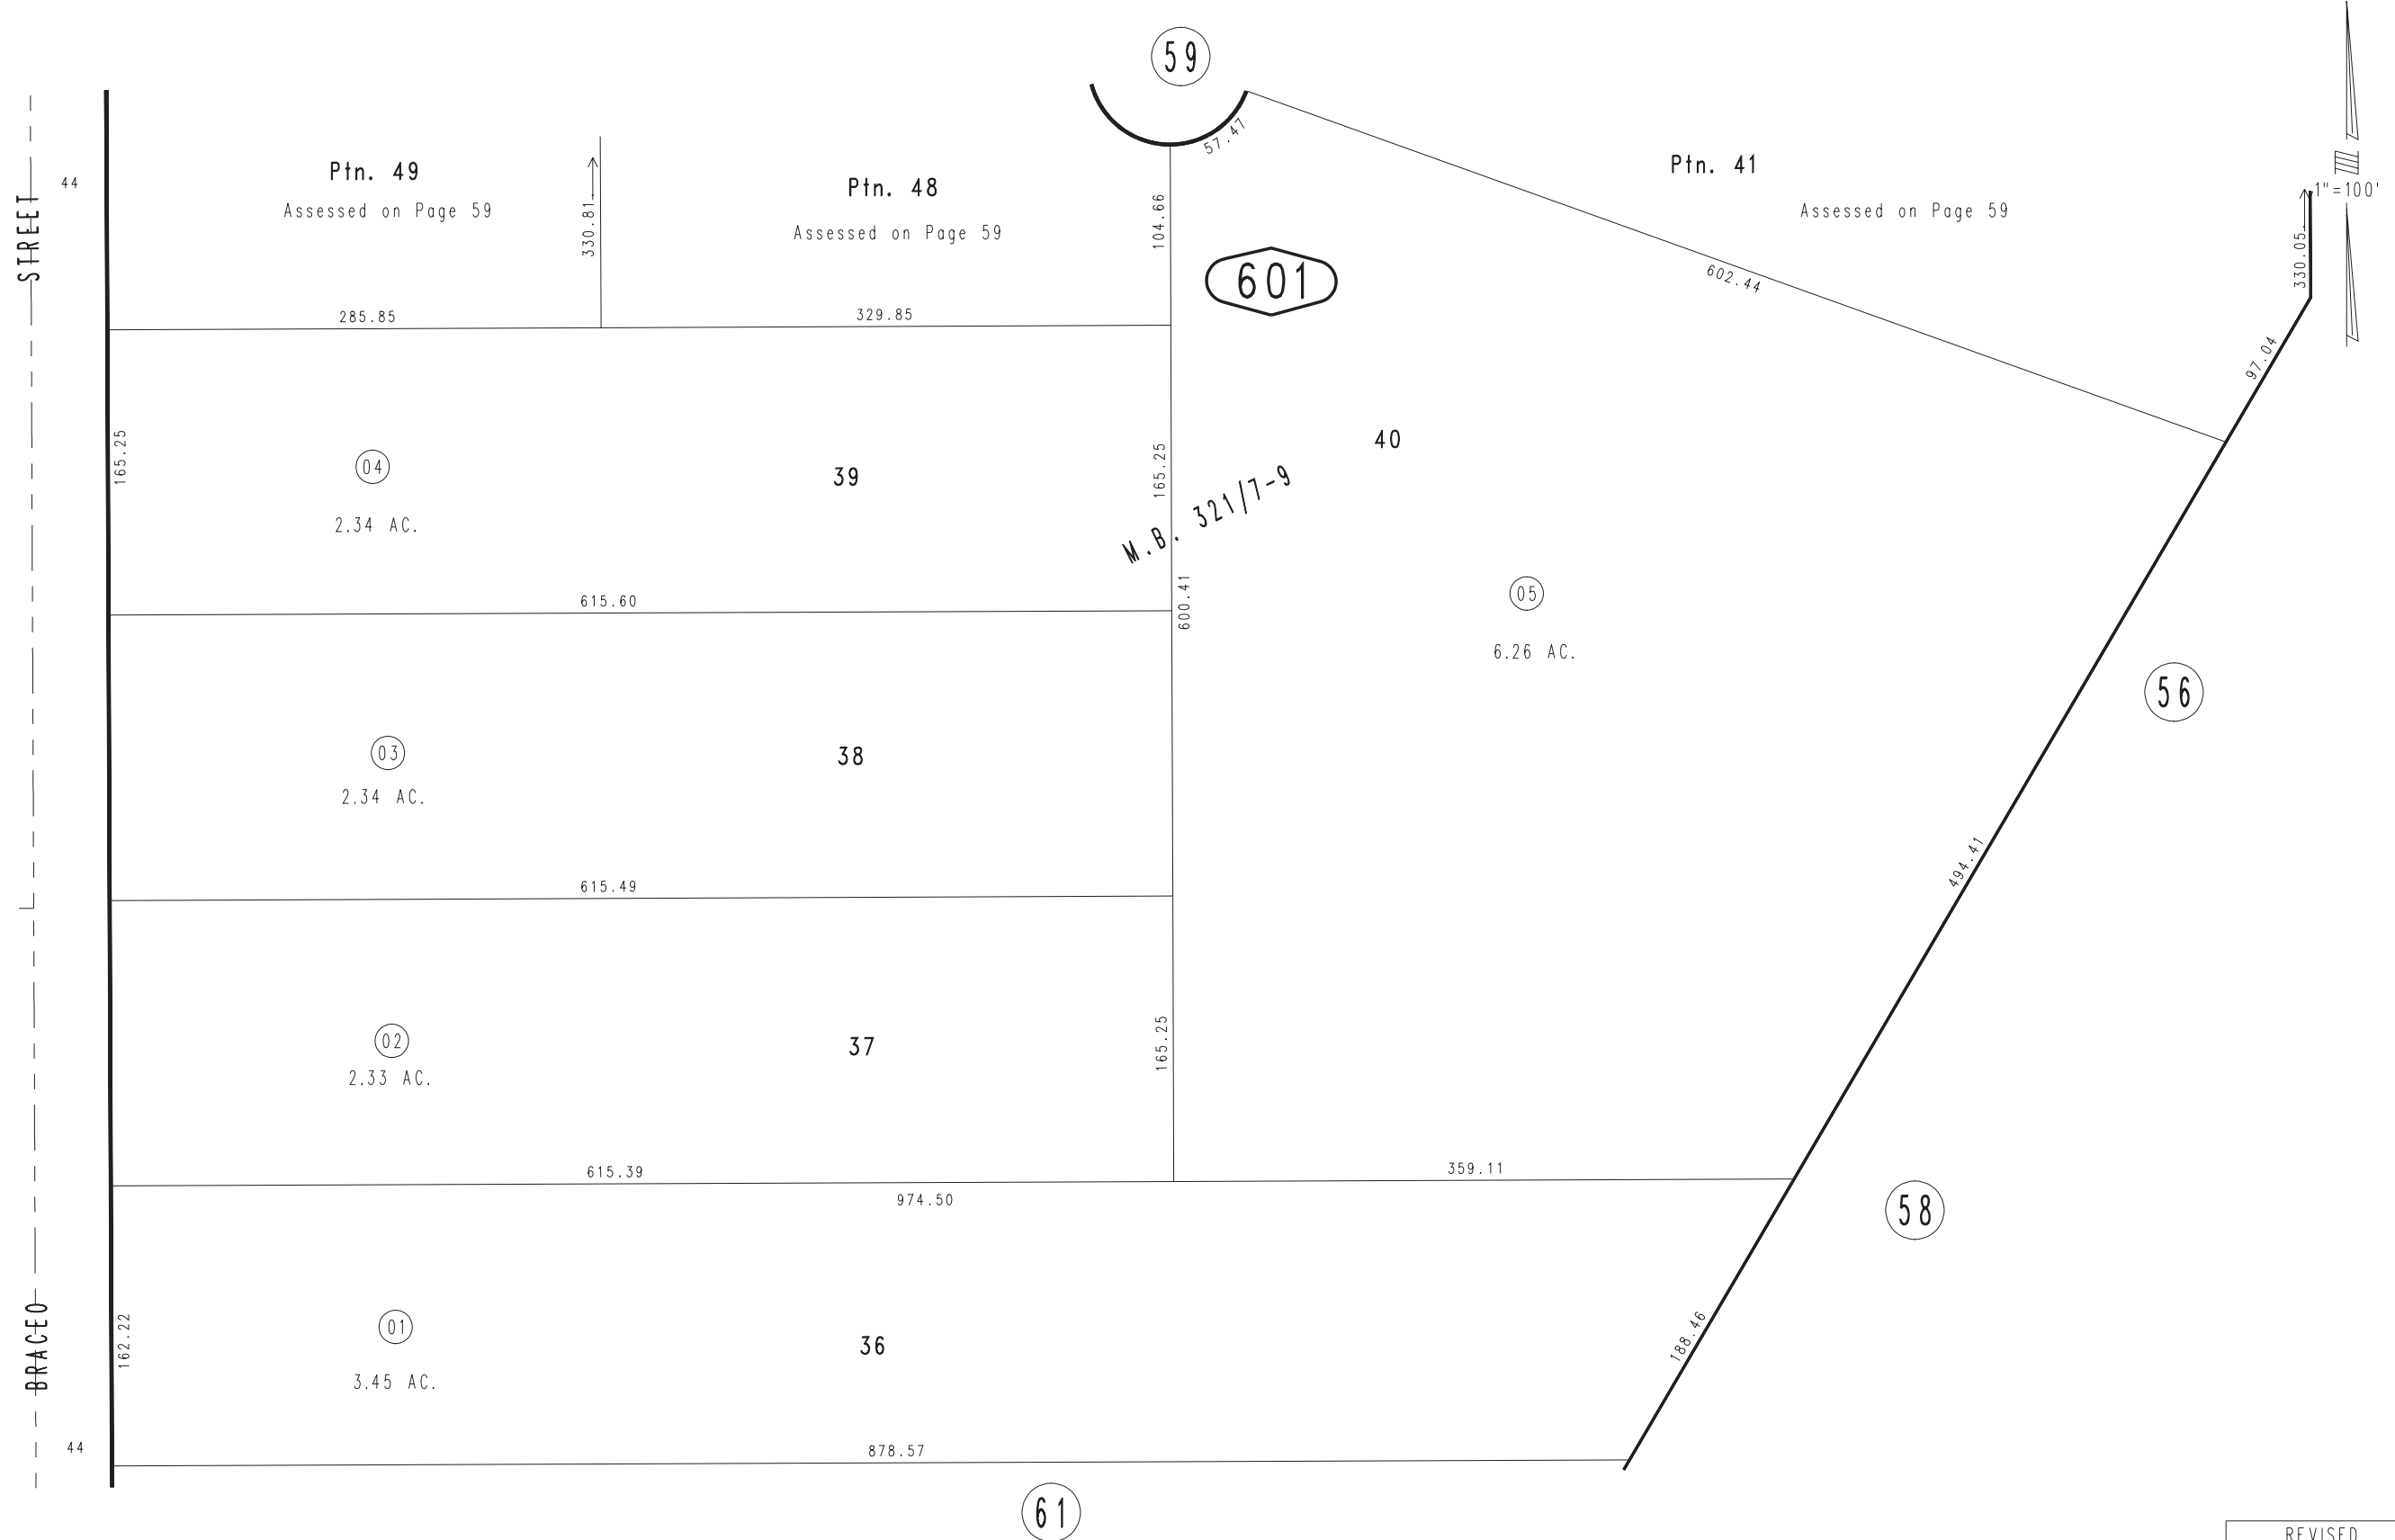 59
Ptn. 49
Assessed on Page 59
330.81
Ptn. 48
Assessed on Page 59
57.47
104.66
Ptn. 41
Assessed on Page 59
1"=100'
330.05
44
STREET
601
602.44
285.85
329.85
97.04
165.25
04
2.34 AC.
39
165.25
40
M.B. 321/7-9
600.41
05
6.26 AC.
615.60
56
03
2.34 AC.
38
494.41
615.49
02
2.33 AC.
37
165.25
615.39
359.11
974.50
58
BRACEO
162.22
01
3.45 AC.
36
188.46
44
878.57
61
REVISED